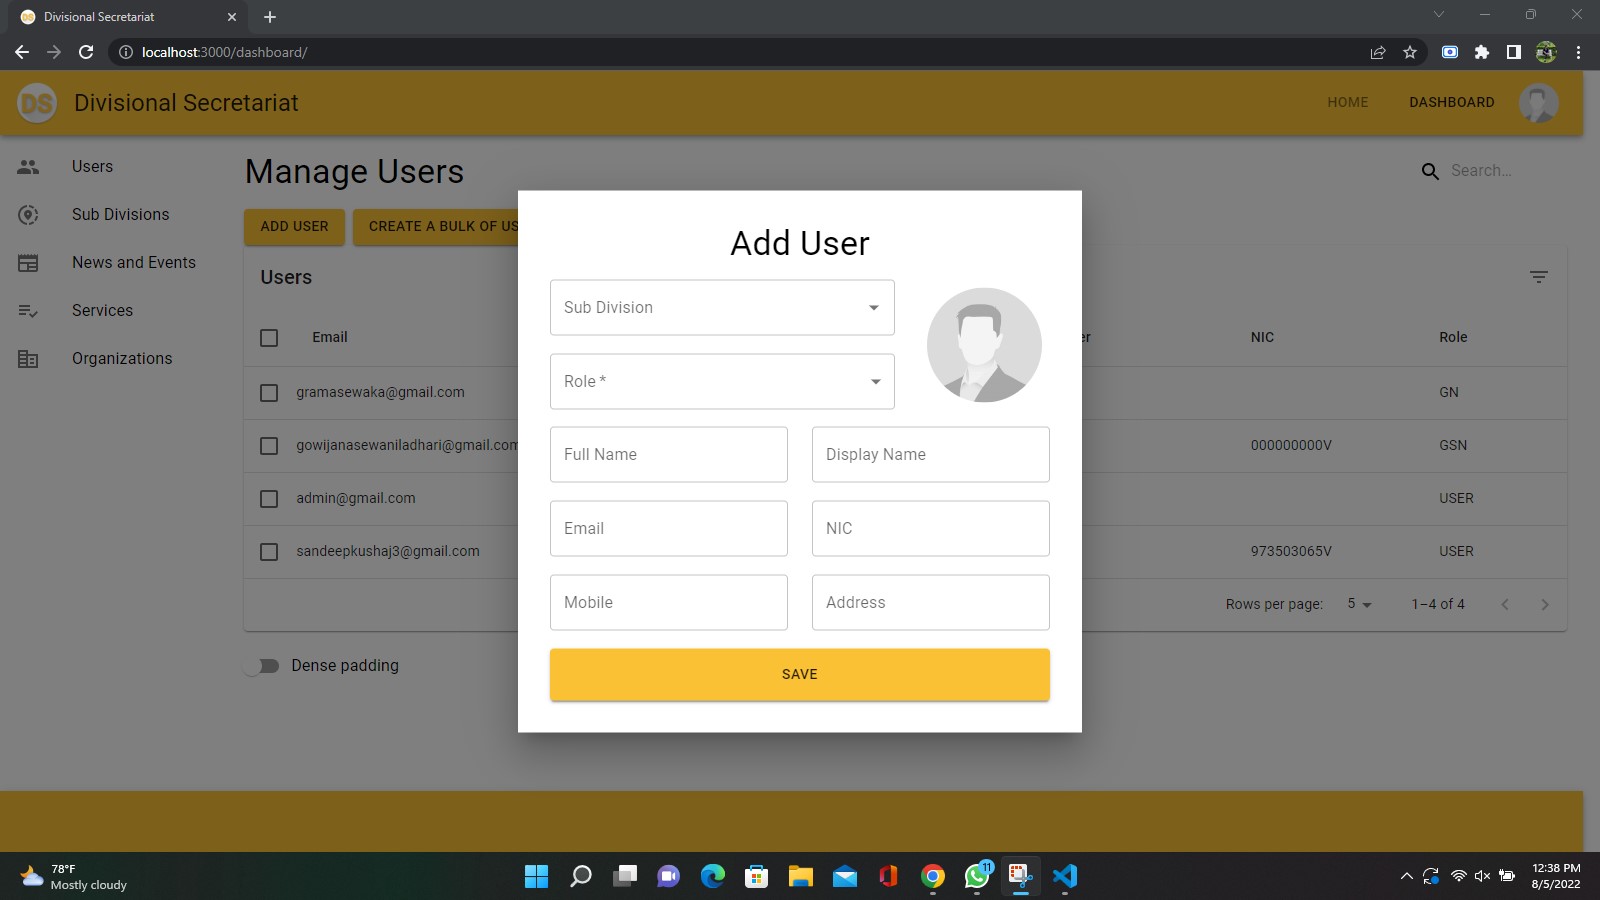 Divisional Secretariat
localhost:3000/dashboard/
DS Divisional Secretariat
HOME DASHBOARD
Users
Sub Divisions
News and Events
Services
Organizations
Manage Users
Search...
ADD USER CREATE A BULK OF US
Users
Email er NIC Role
gramasewaka@gmail.com GN
gowijanasewaniladhari@gmail.com 000000000V GSN
admin@gmail.com USER
sandeepkushaj3@gmail.com 973503065V USER
Rows per page: 5 1–4 of 4
Dense padding
Add User
Sub Division
Role *
Full Name Display Name
Email NIC
Mobile Address
SAVE
78°F
Mostly cloudy
11
12:38 PM
8/5/2022